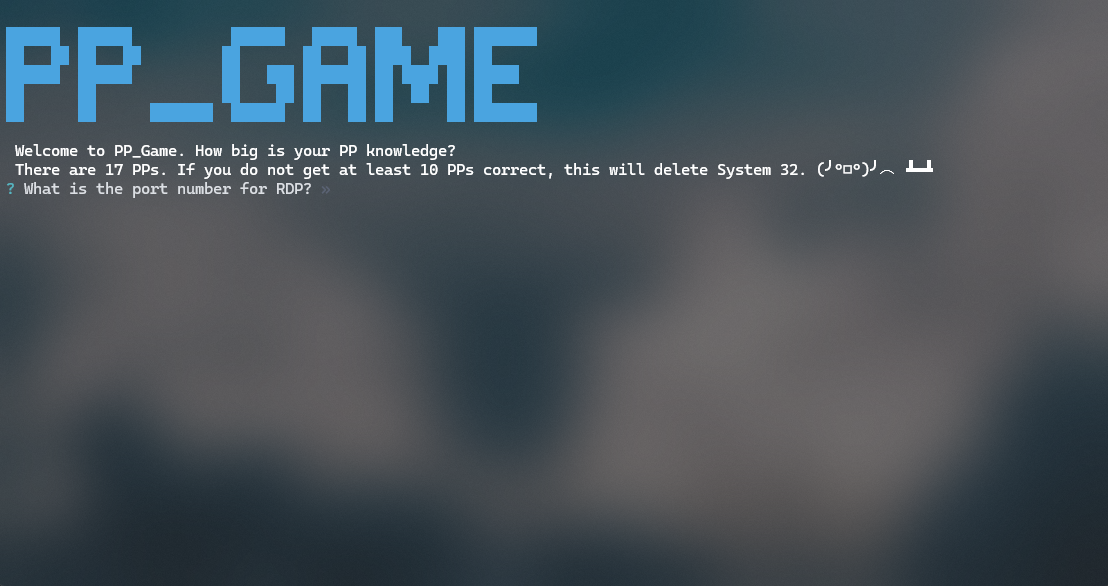 PP_GAME
Welcome to PP_Game. How big is your PP knowledge?
There are 17 PPs. If you do not get at least 10 PPs correct, this will delete System 32. (╯°□°)╯︵ ┻━┻
? What is the port number for RDP? »